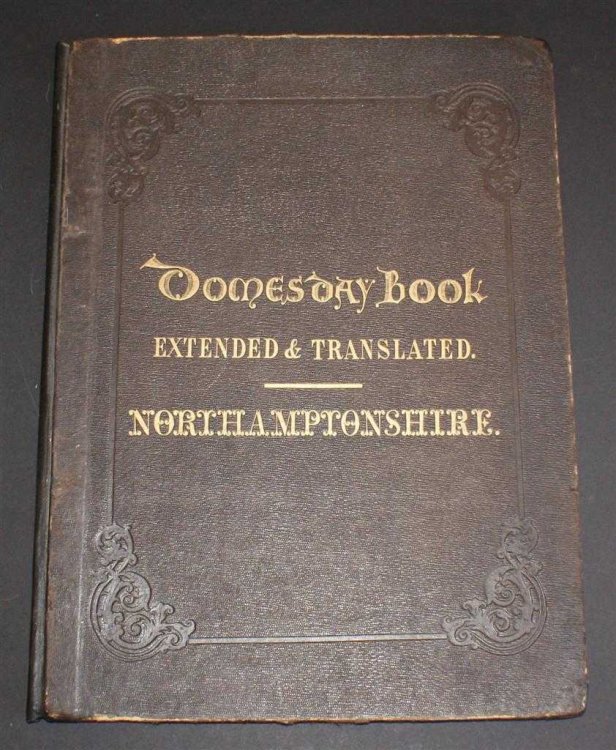 Domesday Book
EXTENDED & TRANSLATED.
NORTHAMPTONSHIRE.